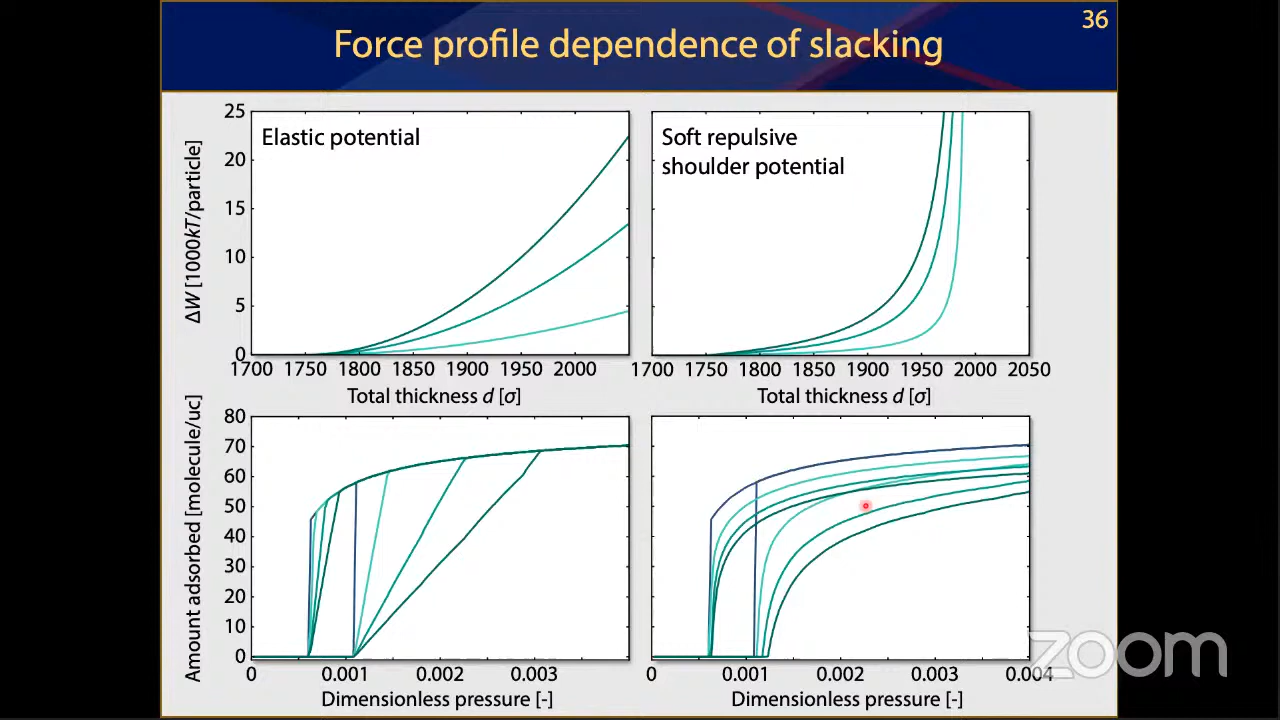 36
Force profile dependence of slacking
Elastic potential
Soft repulsive
shoulder potential
ΔW [1000kT/particle]
25
20
15
10
5
0
1700 1750 1800 1850 1900 1950 2000
1700 1750 1800 1850 1900 1950 2000 2050
Total thickness d [σ]
Total thickness d [σ]
Amount adsorbed [molecule/uc]
80
70
60
50
40
30
20
10
0
0 0.001 0.002 0.003
0 0.001 0.002 0.003 0.004
Dimensionless pressure [-]
Dimensionless pressure [-]
zoom